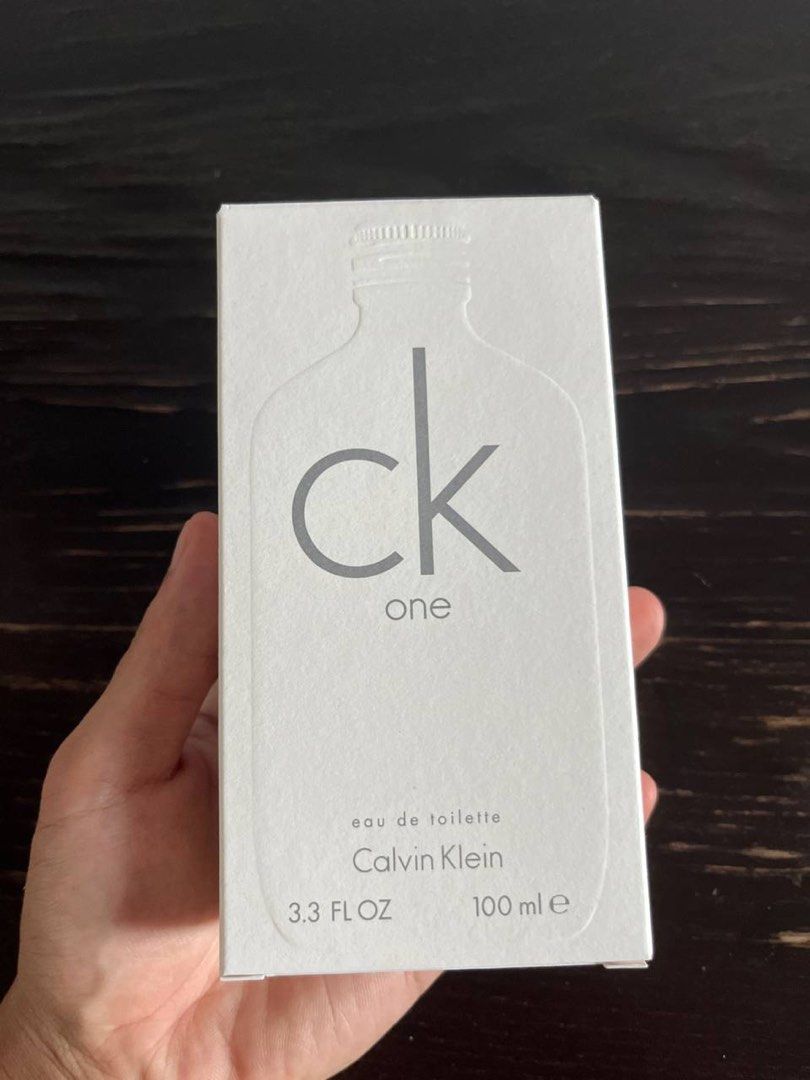 ck
one
eau de toilette
Calvin Klein
3.3 FL OZ 100 ml ℮